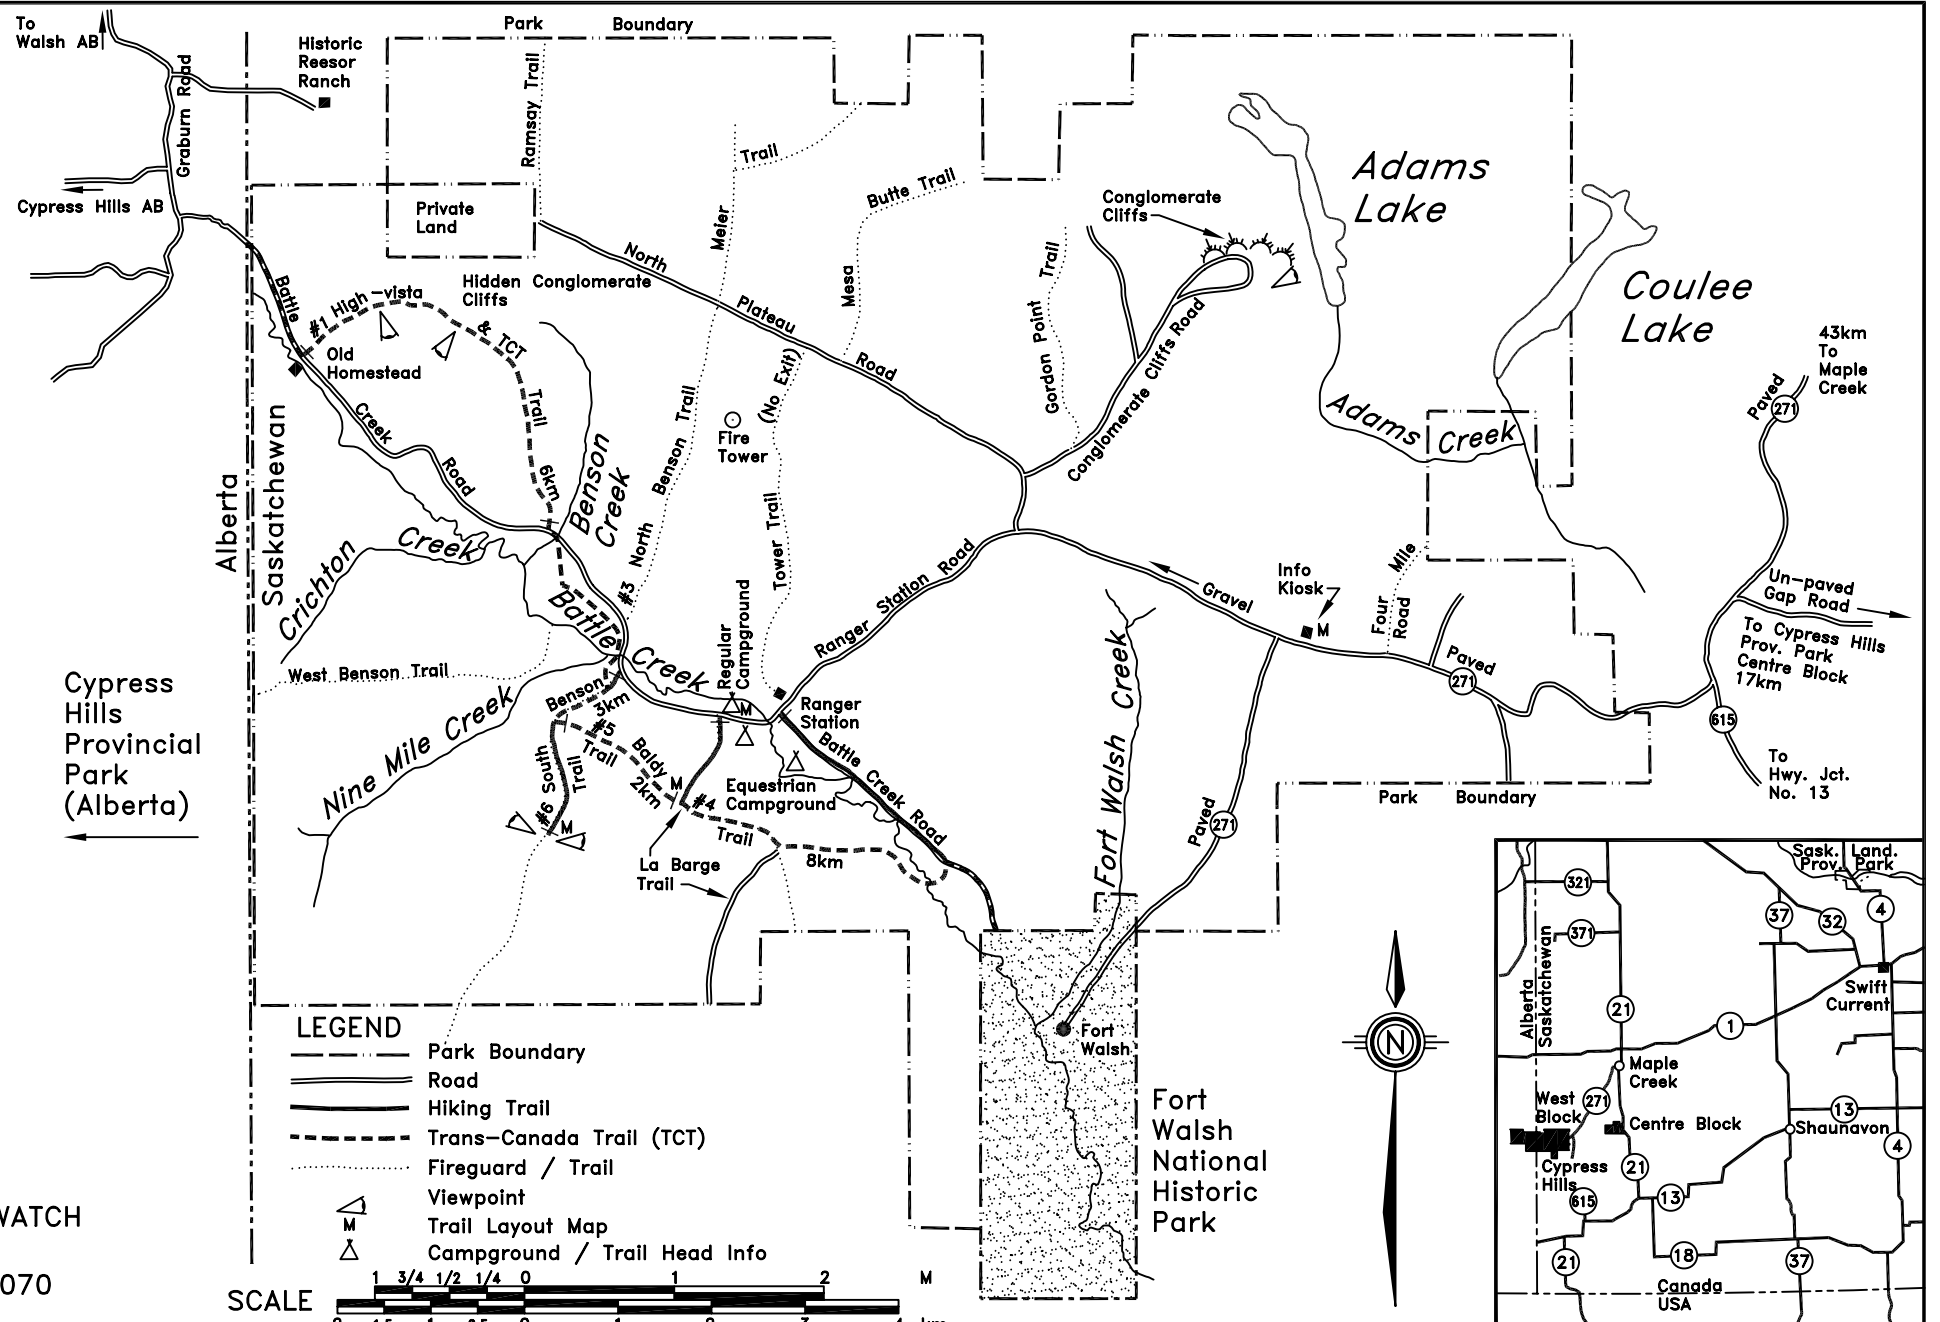 To
Walsh AB
Graburn Road
Historic
Reesor
Ranch
Cypress Hills AB
Park Boundary
Private
Land
Ramsay Trail
Hidden Conglomerate
Cliffs
North Plateau Road
Meier
Trail
Butte Trail
Mesa
Gordon Point Trail
Conglomerate
Cliffs
Conglomerate Cliffs Road
Adams
Lake
Coulee
Lake
Adams Creek
43km
To
Maple
Creek
Paved
271
Battle Creek Road
#1 High-vista & TCT Trail 6km
Old
Homestead
Alberta
Saskatchewan
Benson
Creek
Crichton Creek
#3 North Benson Trail
Fire
Tower
(No Exit)
Tower Trail
Battle Creek
Regular
Campground
M
Ranger Station Road
Ranger
Station
Gravel
Info
Kiosk
M
Four Mile
Road
Paved
271
Un-paved
Gap Road
To Cypress Hills
Prov. Park
Centre Block
17km
615
To
Hwy. Jct.
No. 13
West Benson Trail
Nine Mile Creek
Benson
3km
#5
Trail
Baldy
2km
M
#6 South
Trail
M
#4
Trail
8km
La Barge
Trail
Equestrian
Campground
Battle Creek Road
Fort Walsh Creek
Paved
271
Park Boundary
Cypress
Hills
Provincial
Park
(Alberta)
Fort
Walsh
Fort
Walsh
National
Historic
Park
N
LEGEND
Park Boundary
Road
Hiking Trail
Trans-Canada Trail (TCT)
Fireguard / Trail
Viewpoint
M Trail Layout Map
Campground / Trail Head Info
SCALE
1 3/4 1/2 1/4 0 1 2 M
WATCH
070
Sask. Land.
Prov. Park
321
371
37
32
4
Alberta
Saskatchewan
Swift
Current
21
1
Maple
Creek
West
Block
271
Centre Block
13
Shaunavon
4
Cypress
Hills
21
615
13
18
21
37
Canada
USA